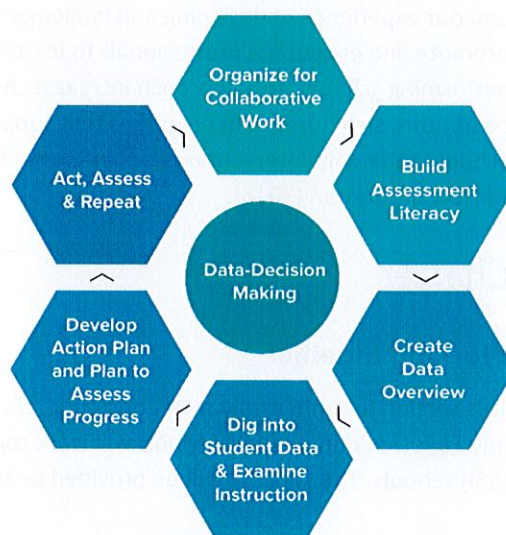 Organize for
Collaborative
Work
Build
Assessment
Literacy
Create
Data
Overview
Dig into
Student Data
& Examine
Instruction
Develop
Action Plan
and Plan to
Assess
Progress
Act, Assess
& Repeat
Data-Decision
Making